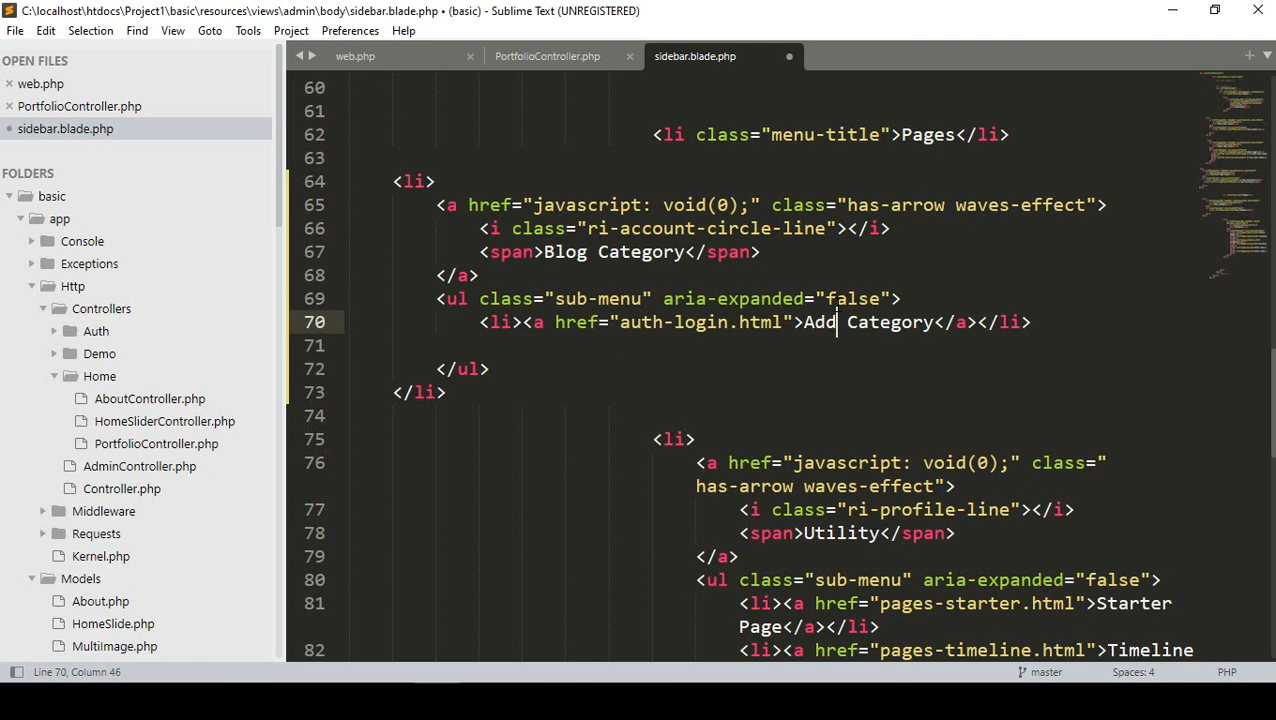 C:\localhost\htdocs\Project1\basic\resources\views\admin\body\sidebar.blade.php • (basic) - Sublime Text (UNREGISTERED)
File Edit Selection Find View Goto Tools Project Preferences Help
OPEN FILES
web.php
PortfolioController.php
sidebar.blade.php
FOLDERS
basic
app
Console
Exceptions
Http
Controllers
Auth
Demo
Home
AboutController.php
HomeSliderController.php
PortfolioController.php
AdminController.php
Controller.php
Middleware
Requests
Kernel.php
Models
About.php
HomeSlide.php
MultiImage.php
web.php PortfolioController.php sidebar.blade.php
60
61
62 <li class="menu-title">Pages</li>
63
64 <li>
65 <a href="javascript: void(0);" class="has-arrow waves-effect">
66 <i class="ri-account-circle-line"></i>
67 <span>Blog Category</span>
68 </a>
69 <ul class="sub-menu" aria-expanded="false">
70 <li><a href="auth-login.html">Add Category</a></li>
71
72 </ul>
73 </li>
74
75 <li>
76 <a href="javascript: void(0);" class="
has-arrow waves-effect">
77 <i class="ri-profile-line"></i>
78 <span>Utility</span>
79 </a>
80 <ul class="sub-menu" aria-expanded="false">
81 <li><a href="pages-starter.html">Starter
Page</a></li>
82 <li><a href="pages-timeline.html">Timeline
Line 70, Column 46 master Spaces: 4 PHP